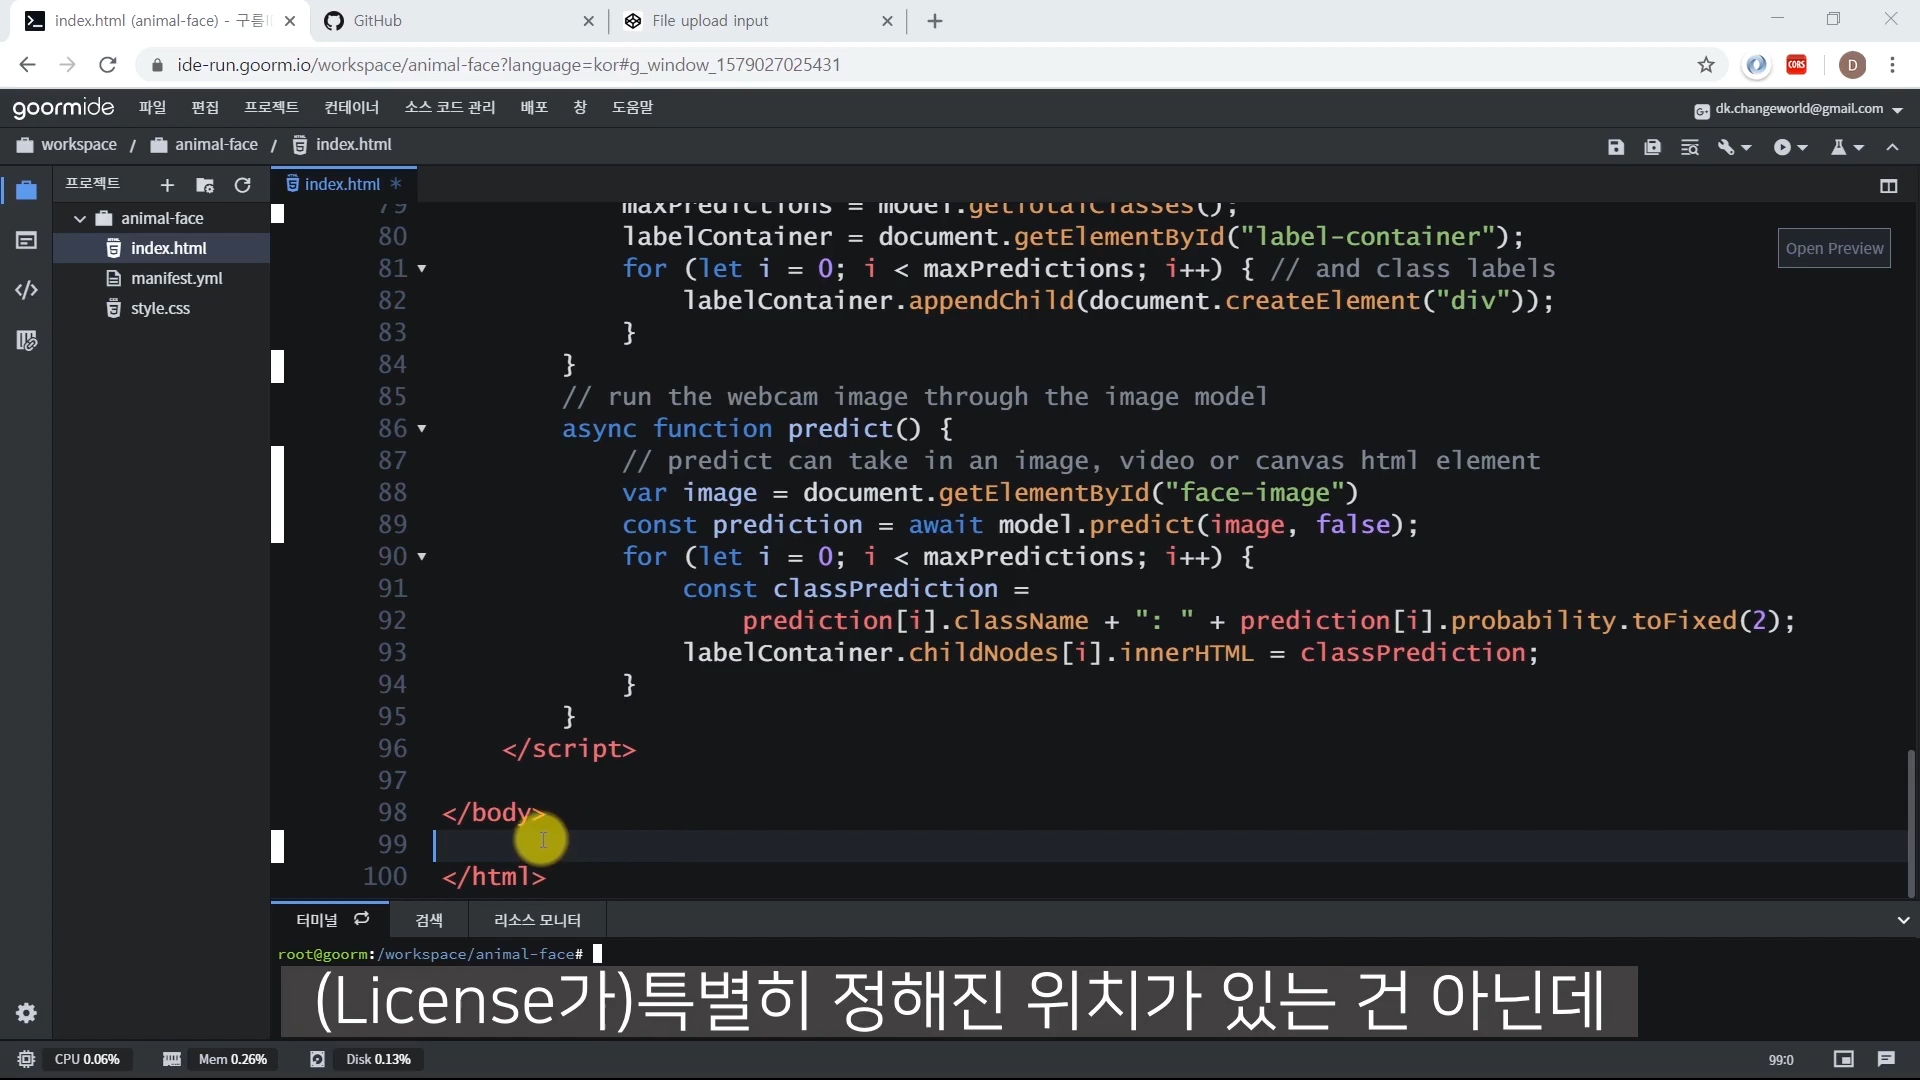 index.html (animal-face) - 구름I
GitHub
File upload input
ide-run.goorm.io/workspace/animal-face?language=kor#g_window_1579027025431
CORS
D
goormide 파일 편집 프로젝트 컨테이너 소스 코드 관리 배포 창 도움말
G+ dk.changeworld@gmail.com
workspace / animal-face / index.html
프로젝트
index.html *
animal-face
index.html
manifest.yml
style.css
Open Preview
79 maxPredictions = model.getTotalClasses();
80 labelContainer = document.getElementById("label-container");
81 for (let i = 0; i < maxPredictions; i++) { // and class labels
82 labelContainer.appendChild(document.createElement("div"));
83 }
84 }
85 // run the webcam image through the image model
86 async function predict() {
87 // predict can take in an image, video or canvas html element
88 var image = document.getElementById("face-image")
89 const prediction = await model.predict(image, false);
90 for (let i = 0; i < maxPredictions; i++) {
91 const classPrediction =
92 prediction[i].className + ": " + prediction[i].probability.toFixed(2);
93 labelContainer.childNodes[i].innerHTML = classPrediction;
94 }
95 }
96 </script>
97
98 </body>
99
100 </html>
터미널 검색 리소스 모니터
root@goorm:/workspace/animal-face#
(License가)특별히 정해진 위치가 있는 건 아닌데
CPU 0.06% Mem 0.26% Disk 0.13% 99:0